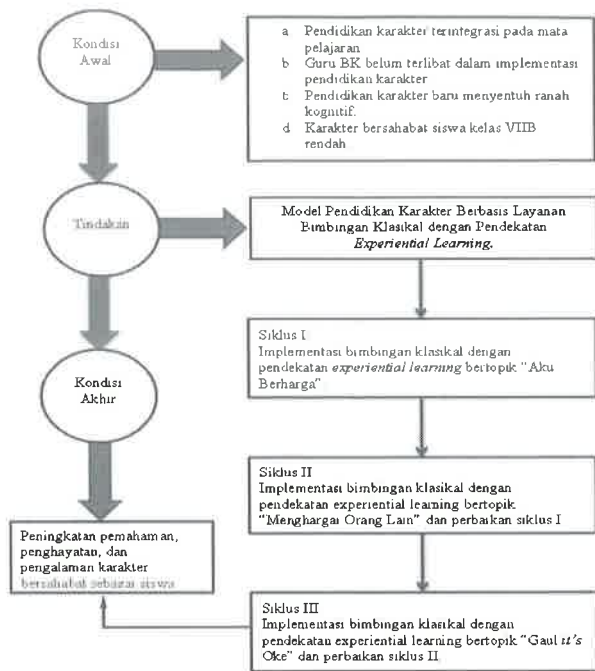 Kondisi
Awal
a. Pendidikan karakter terintegrasi pada mata
pelajaran
b Guru BK belum terlibat dalam implementasi
pendidikan karakter
t. Pendidikan karakter baru menyentuh ranah
kognitif.
d. Karakter bersahabat siswa kelas VIIB
rendah
Tindakan
Model Pendidikan Karakter Berbasis Layanan
Bimbingan Klasikal dengan Pendekatan
Experiential Learning.
Siklus I
Implementasi bimbingan klasikal dengan
pendekatan experiential learning bertopik "Aku
Berharga"
Kondisi
Akhir
Siklus II
Implementasi bimbingan klasikal dengan
pendekatan experiential learning bertopik
"Menghargai Orang Lain" dan perbaikan siklus I
Peningkatan pemahaman,
penghayatan, dan
pengalaman karakter
bersahabat sebagai siswa
Siklus III
Implementasi bimbingan klasikal dengan
pendekatan experiential learning bertopik "Gaul it's
Oke" dan perbaikan siklus II